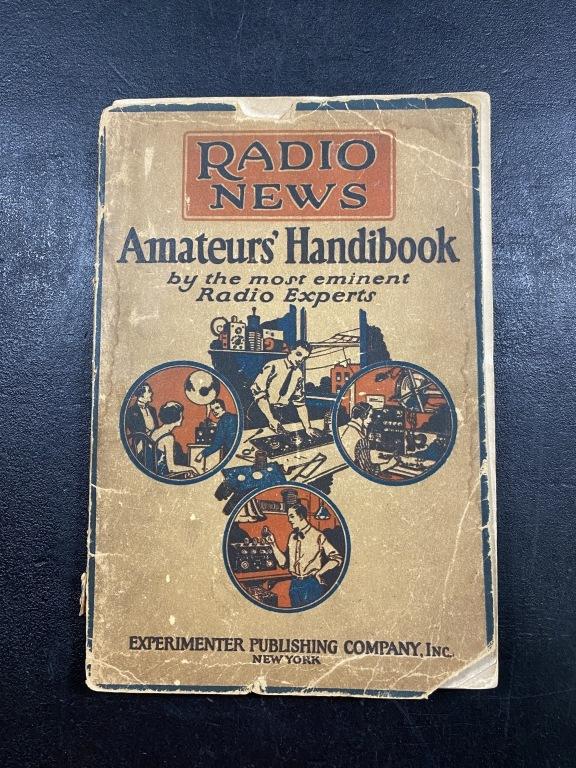 RADIO
NEWS
Amateurs' Handibook
by the most eminent
Radio Experts
EXPERIMENTER PUBLISHING COMPANY, INC.
NEW YORK